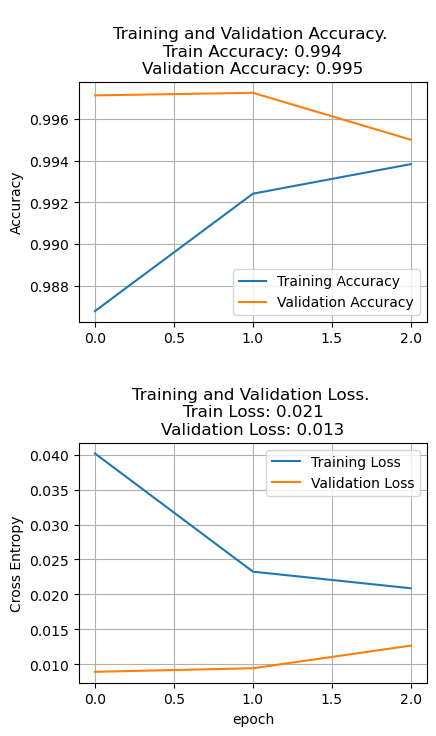 Training and Validation Accuracy.
Train Accuracy: 0.994
Validation Accuracy: 0.995
0.996
0.994
0.992
0.990
0.988
Accuracy
Training Accuracy
Validation Accuracy
0.0 0.5 1.0 1.5 2.0
Training and Validation Loss.
Train Loss: 0.021
Validation Loss: 0.013
0.040
0.035
0.030
0.025
0.020
0.015
0.010
Cross Entropy
Training Loss
Validation Loss
0.0 0.5 1.0 1.5 2.0
epoch